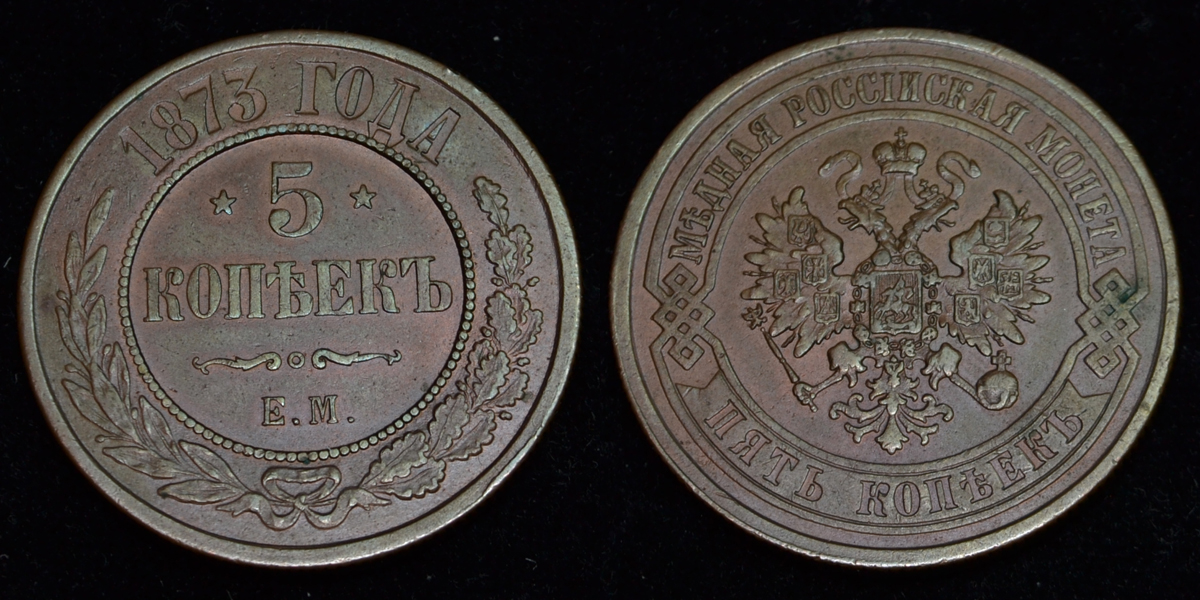 1873 ГОДА
5
КОПѢЕКЪ
Е.М.
МѢДНАЯ РОССІЙСКАЯ МОНЕТА
ПЯТЬ КОПѢЕКЪ